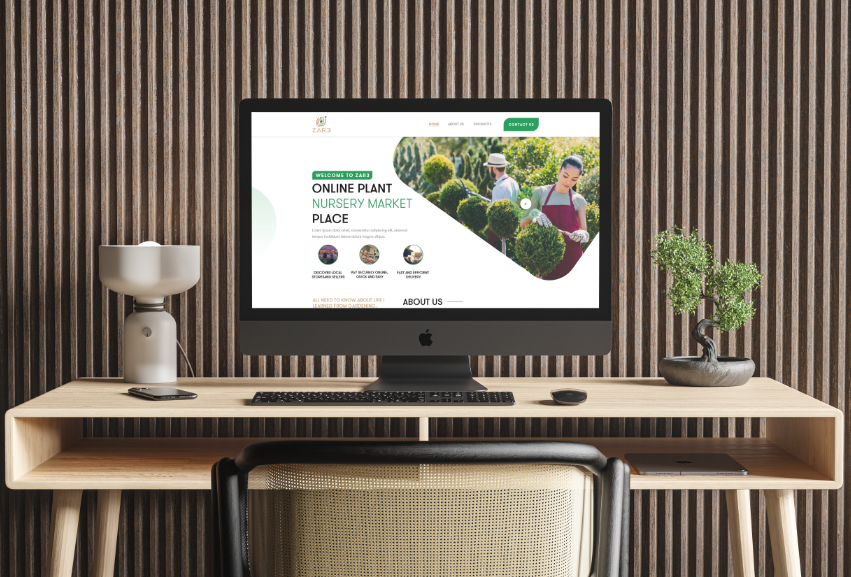 ZAR3
HOME ABOUT US PRODUCTS CONTACT US
WELCOME TO ZAR3
ONLINE PLANT
NURSERY MARKET
PLACE
DISCOVER LOCAL
STORES AND SELLERS
PAY SECURELY ONLINE,
QUICK AND EASY
FAST AND EFFICIENT
DELIVERY
ALL NEED TO KNOW ABOUT LIKE I
LEARNED FROM GARDENING
ABOUT US